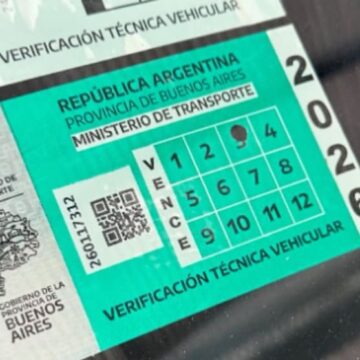 VERIFICACIÓN TÉCNICA VEHICULAR
REPÚBLICA ARGENTINA
PROVINCIA DE BUENOS AIRES
MINISTERIO DE TRANSPORTE
2026
VENCE
1 2 4
5 6 7 8
9 10 11 12
260117312
VERIFICACIÓN TÉCNICA VEHICULAR
GOBIERNO DE LA
PROVINCIA DE
BUENOS
AIRES